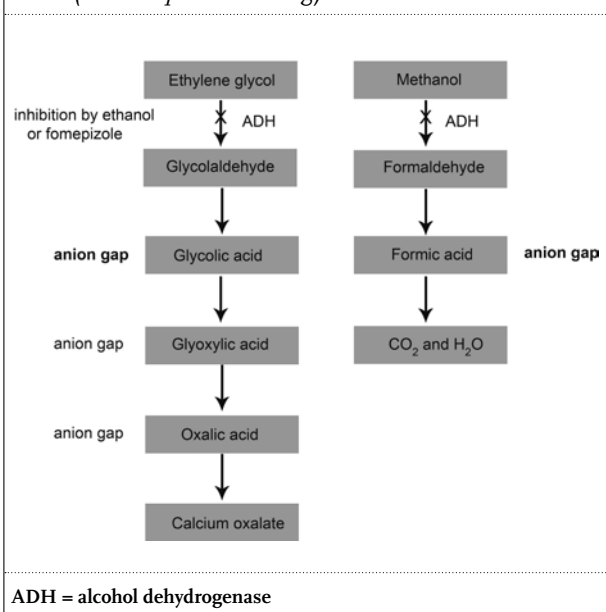 Ethylene glycol
Methanol
inhibition by ethanol
or fomepizole
ADH
ADH
Glycolaldehyde
Formaldehyde
anion gap
Glycolic acid
Formic acid
anion gap
anion gap
Glyoxylic acid
CO₂ and H₂O
anion gap
Oxalic acid
Calcium oxalate
ADH = alcohol dehydrogenase